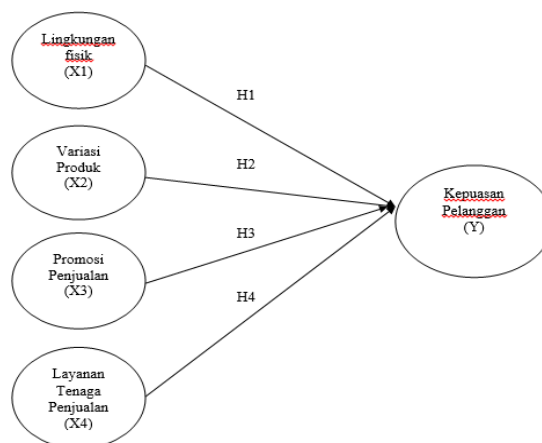 Lingkungan
fisik
(X1)
H1
Variasi
Produk
(X2)
H2
Kepuasan
Pelanggan
(Y)
Promosi
Penjualan
(X3)
H3
H4
Layanan
Tenaga
Penjualan
(X4)